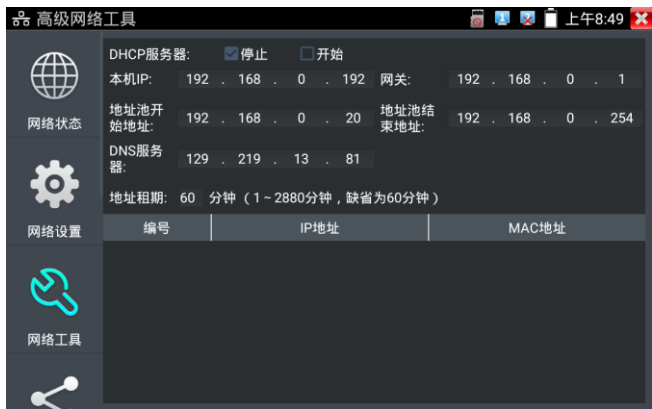 高级网络工具 上午8:49
DHCP服务器: 停止 开始
本机IP: 192 . 168 . 0 . 192 网关: 192 . 168 . 0 . 1
地址池开
始地址: 192 . 168 . 0 . 20 地址池结
束地址: 192 . 168 . 0 . 254
DNS服务
器: 129 . 219 . 13 . 81
地址租期: 60 分钟 ( 1 ~ 2880分钟 , 缺省为60分钟 )
编号 IP地址 MAC地址
网络状态
网络设置
网络工具